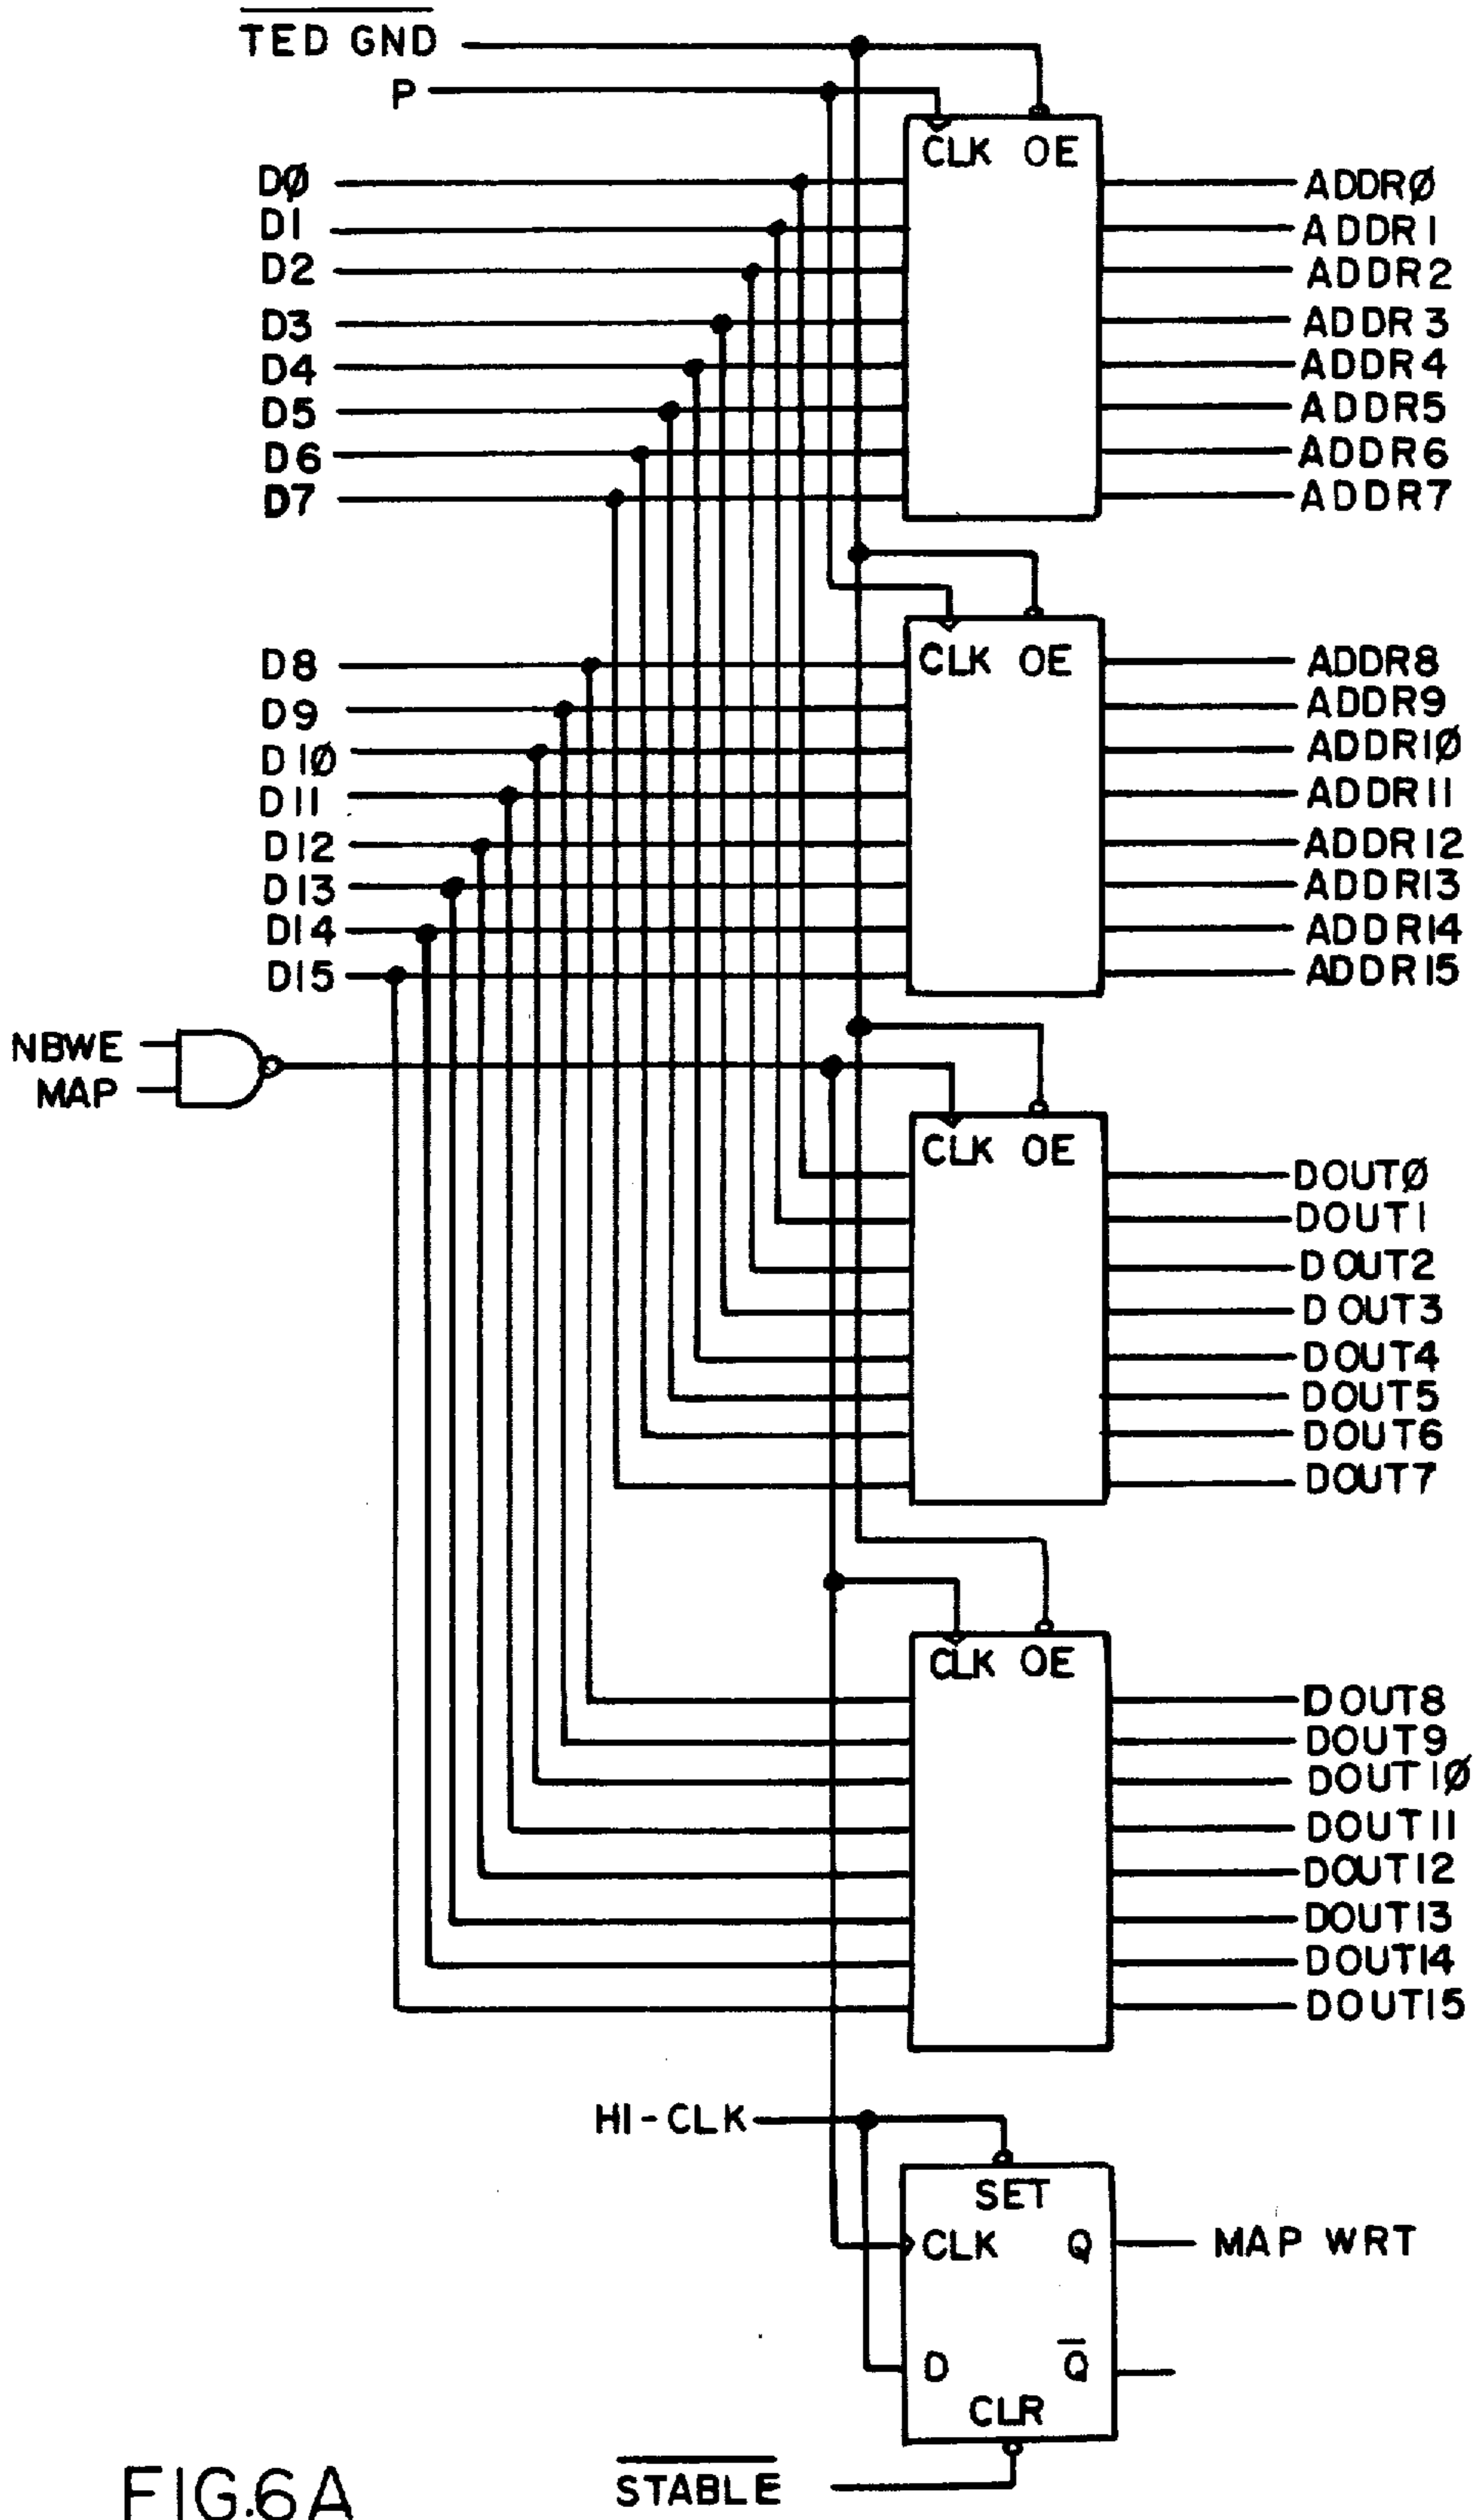 TED GND
P
CLK OE
DØ ADDRØ
D1 ADDR1
D2 ADDR2
D3 ADDR3
D4 ADDR4
D5 ADDR5
D6 ADDR6
D7 ADDR7
CLK OE
D8 ADDR8
D9 ADDR9
D1Ø ADDR1Ø
D11 ADDR11
D12 ADDR12
D13 ADDR13
D14 ADDR14
D15 ADDR15
NBWE
MAP
CLK OE
DOUTØ
DOUT1
DOUT2
DOUT3
DOUT4
DOUT5
DOUT6
DOUT7
CLK OE
DOUT8
DOUT9
DOUT1Ø
DOUT11
DOUT12
DOUT13
DOUT14
DOUT15
HI-CLK
SET
CLK Q MAP WRT
D Q
CLR
STABLE
FIG.6A